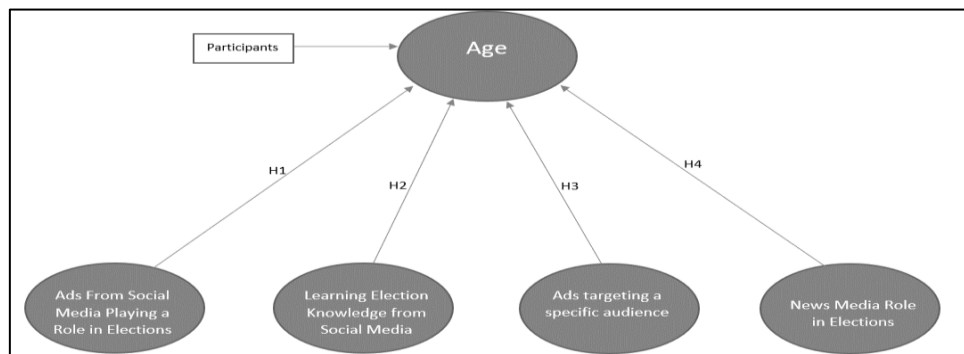 Age
Participants
H1
H2
H3
H4
Ads From Social
Media Playing a
Role in Elections
Learning Election
Knowledge from
Social Media
Ads targeting a
specific audience
News Media Role
in Elections